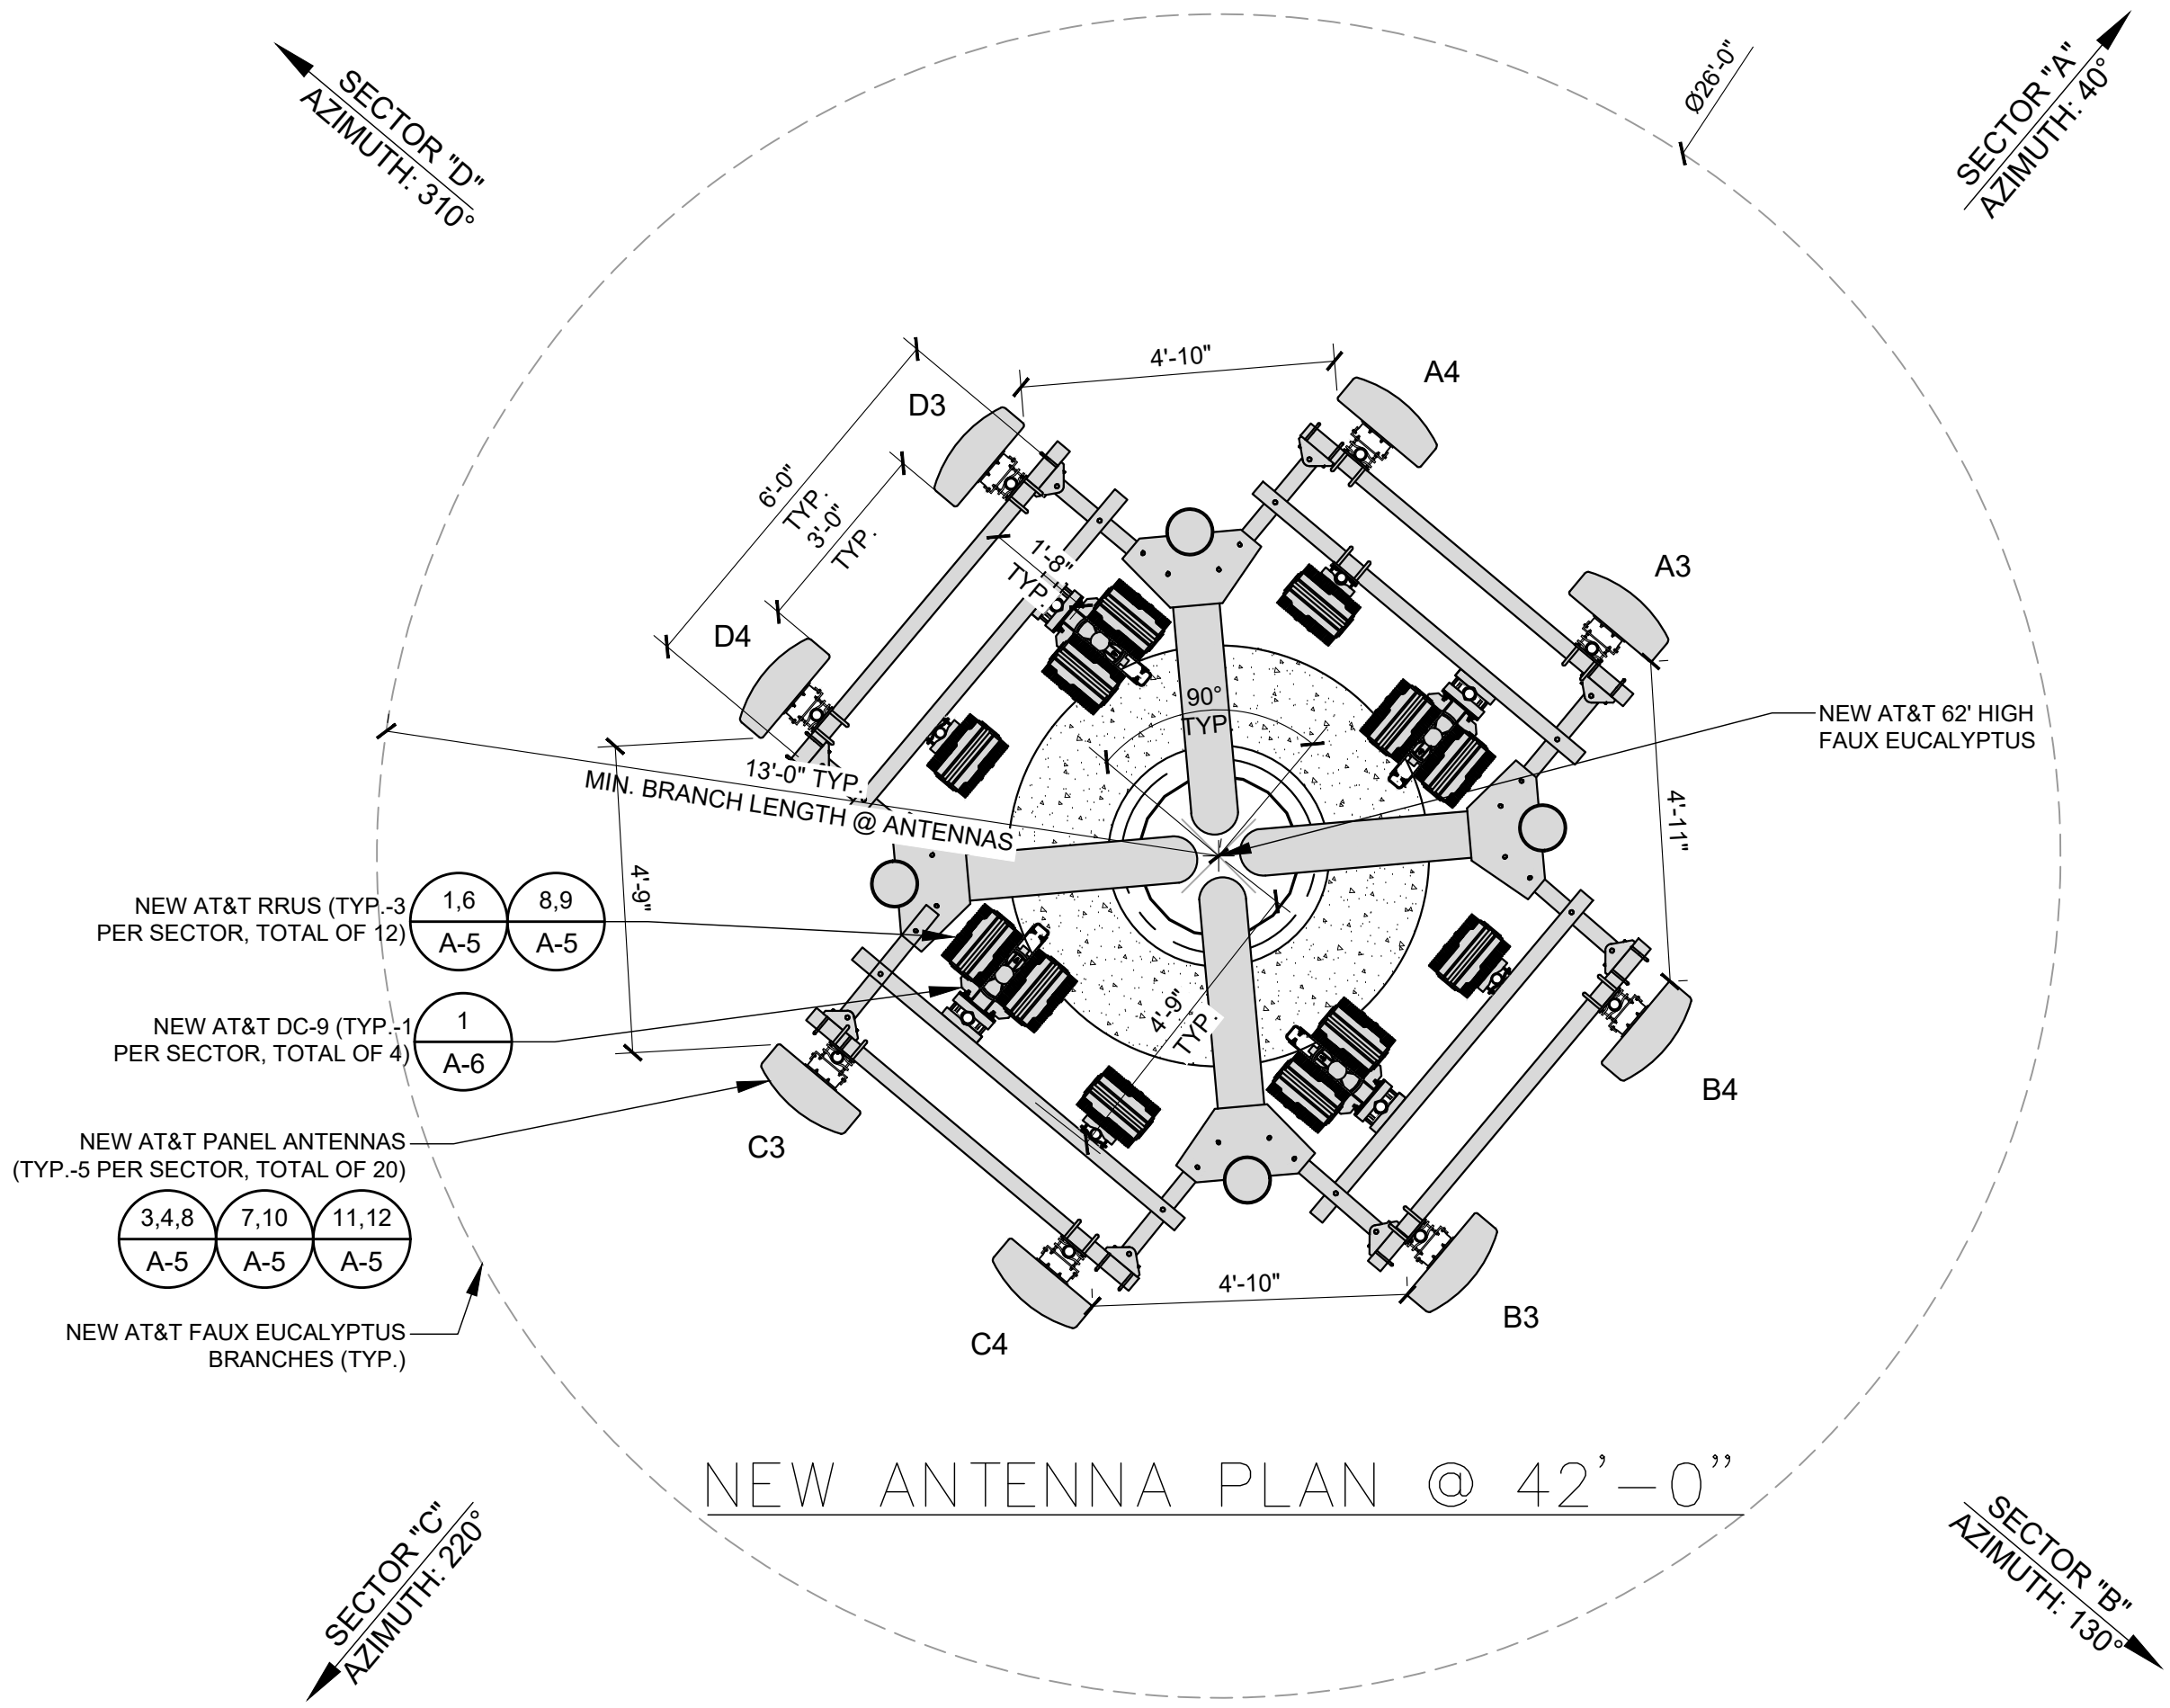 SECTOR "D"
AZIMUTH: 310°
Ø26'-0"
SECTOR "A"
AZIMUTH: 40°
4'-10"
A4
D3
6'-0"
TYP.
3'-0"
TYP.
1'-8"
TYP.
A3
D4
90°
TYP.
NEW AT&T 62' HIGH
FAUX EUCALYPTUS
13'-0" TYP.
MIN. BRANCH LENGTH @ ANTENNAS
4'-11"
4'-9"
NEW AT&T RRUS (TYP.-3
PER SECTOR, TOTAL OF 12)
1,6
A-5
8,9
A-5
4'-9"
TYP.
NEW AT&T DC-9 (TYP.-1
PER SECTOR, TOTAL OF 4)
1
A-6
B4
NEW AT&T PANEL ANTENNAS
(TYP.-5 PER SECTOR, TOTAL OF 20)
C3
3,4,8
A-5
7,10
A-5
11,12
A-5
4'-10"
B3
C4
NEW AT&T FAUX EUCALYPTUS
BRANCHES (TYP.)
NEW ANTENNA PLAN @ 42'-0"
SECTOR "C"
AZIMUTH: 220°
SECTOR "B"
AZIMUTH: 130°